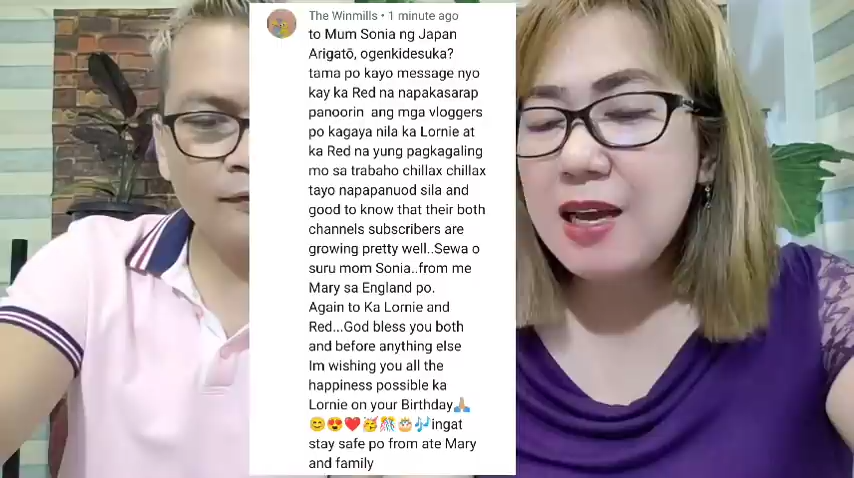 The Winmills • 1 minute ago
to Mum Sonia ng Japan
Arigatō, ogenkidesuka?
tama po kayo message nyo
kay ka Red na napakasarap
panoorin ang mga vloggers
po kagaya nila ka Lornie at
ka Red na yung pagkagaling
mo sa trabaho chillax chillax
tayo napapanuod sila and
good to know that their both
channels subscribers are
growing pretty well..Sewa o
suru mom Sonia..from me
Mary sa England po.
Again to Ka Lornie and
Red...God bless you both
and before anything else
Im wishing you all the
happiness possible ka
Lornie on your Birthday🙏🏼
😊😍❤️🥳🎊🎂🎶ingat
stay safe po from ate Mary
and family